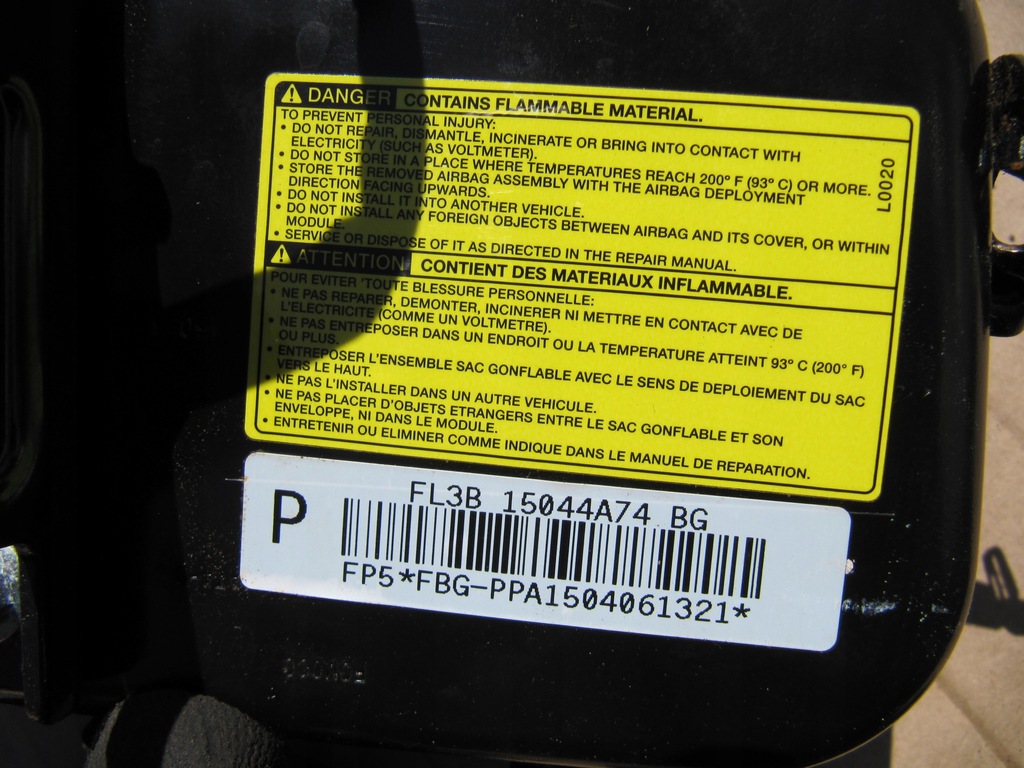 DANGER CONTAINS FLAMMABLE MATERIAL.
TO PREVENT PERSONAL INJURY:
• DO NOT REPAIR, DISMANTLE, INCINERATE OR BRING INTO CONTACT WITH
ELECTRICITY (SUCH AS VOLTMETER).
• DO NOT STORE IN A PLACE WHERE TEMPERATURES REACH 200° F (93° C) OR MORE.
• STORE THE REMOVED AIRBAG ASSEMBLY WITH THE AIRBAG DEPLOYMENT
DIRECTION FACING UPWARDS.
• DO NOT INSTALL IT INTO ANOTHER VEHICLE.
• DO NOT INSTALL ANY FOREIGN OBJECTS BETWEEN AIRBAG AND ITS COVER, OR WITHIN
MODULE.
• SERVICE OR DISPOSE OF IT AS DIRECTED IN THE REPAIR MANUAL.
L0020
ATTENTION CONTIENT DES MATERIAUX INFLAMMABLE.
POUR EVITER 'TOUTE BLESSURE PERSONNELLE:
• NE PAS REPARER, DEMONTER, INCINERER NI METTRE EN CONTACT AVEC DE
L'ELECTRICITE (COMME UN VOLTMETRE).
• NE PAS ENTREPOSER DANS UN ENDROIT OU LA TEMPERATURE ATTEINT 93° C (200° F)
OU PLUS.
• ENTREPOSER L'ENSEMBLE SAC GONFLABLE AVEC LE SENS DE DEPLOIEMENT DU SAC
VERS LE HAUT.
• NE PAS L'INSTALLER DANS UN AUTRE VEHICULE.
• NE PAS PLACER D'OBJETS ETRANGERS ENTRE LE SAC GONFLABLE ET SON
ENVELOPPE, NI DANS LE MODULE.
• ENTRETENIR OU ELIMINER COMME INDIQUE DANS LE MANUEL DE REPARATION.
P
FL3B 15044A74 BG
FP5*FBG-PPA1504061321*